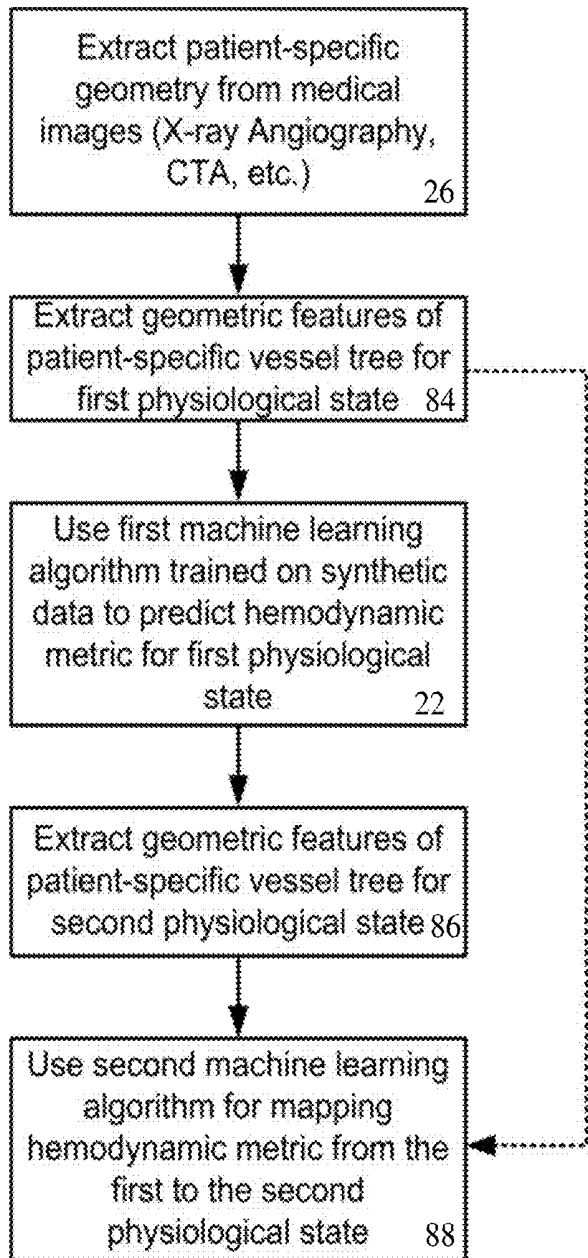 Extract patient-specific
geometry from medical
images (X-ray Angiography,
CTA, etc.)
26
Extract geometric features of
patient-specific vessel tree for
first physiological state 84
Use first machine learning
algorithm trained on synthetic
data to predict hemodynamic
metric for first physiological
state
22
Extract geometric features of
patient-specific vessel tree for
second physiological state 86
Use second machine learning
algorithm for mapping
hemodynamic metric from the
first to the second
physiological state 88